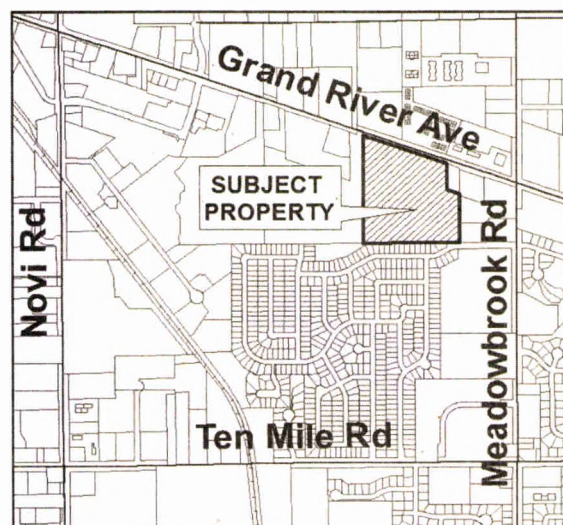 Grand River Ave
SUBJECT
PROPERTY
Novi Rd
Meadowbrook Rd
Ten Mile Rd